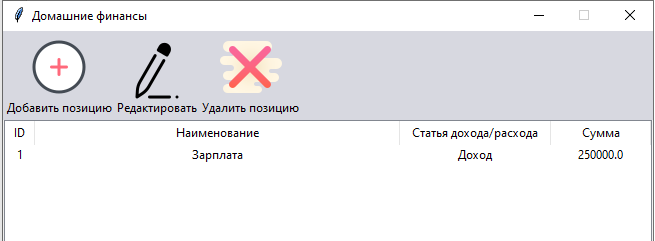 Домашние финансы
Добавить позицию Редактировать Удалить позицию
ID Наименование Статья дохода/расхода Сумма
1 Зарплата Доход 250000.0